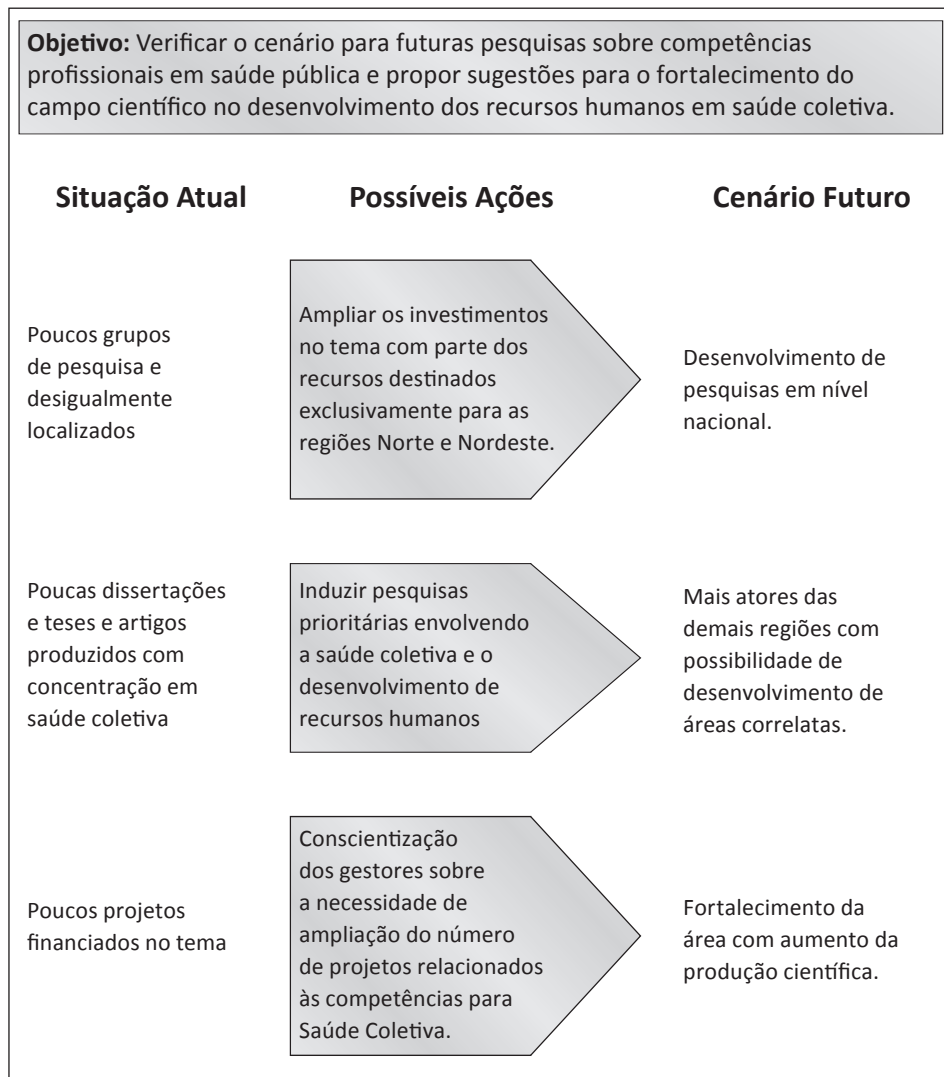 Objetivo: Verificar o cenário para futuras pesquisas sobre competências
profissionais em saúde pública e propor sugestões para o fortalecimento do
campo científico no desenvolvimento dos recursos humanos em saúde coletiva.
Situação Atual
Possíveis Ações
Cenário Futuro
Poucos grupos
de pesquisa e
desigualmente
localizados
Ampliar os investimentos
no tema com parte dos
recursos destinados
exclusivamente para as
regiões Norte e Nordeste.
Desenvolvimento de
pesquisas em nível
nacional.
Poucas dissertações
e teses e artigos
produzidos com
concentração em
saúde coletiva
Induzir pesquisas
prioritárias envolvendo
a saúde coletiva e o
desenvolvimento de
recursos humanos
Mais atores das
demais regiões com
possibilidade de
desenvolvimento de
áreas correlatas.
Poucos projetos
financiados no tema
Conscientização
dos gestores sobre
a necessidade de
ampliação do número
de projetos relacionados
às competências para
Saúde Coletiva.
Fortalecimento da
área com aumento da
produção científica.